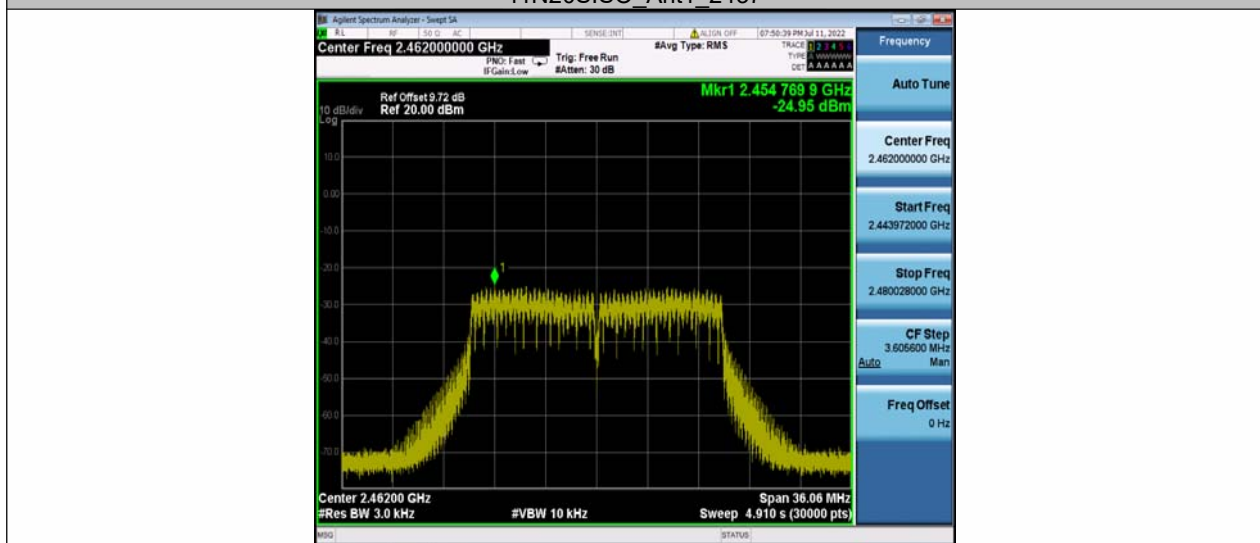 Agilent Spectrum Analyzer - Swept SA
RL RF 50 Ω AC SENSE:INT ALIGN OFF 07:50:39 PM Jul 11, 2022
Center Freq 2.462000000 GHz #Avg Type: RMS TRACE 1 2 3 4 5 6
PNO: Fast Trig: Free Run TYPE
IFGain:Low #Atten: 30 dB DET A A A A A A
Frequency
Mkr1 2.454 769 9 GHz
-24.95 dBm
Ref Offset 9.72 dB
10 dB/div Ref 20.00 dBm
Log
10.0
0.00
-10.0
-20.0
-30.0
-40.0
-50.0
-60.0
-70.0
1
Center 2.46200 GHz Span 36.06 MHz
#Res BW 3.0 kHz #VBW 10 kHz Sweep 4.910 s (30000 pts)
MSG STATUS
Auto Tune
Center Freq
2.462000000 GHz
Start Freq
2.443972000 GHz
Stop Freq
2.480028000 GHz
CF Step
3.605600 MHz
Auto Man
Freq Offset
0 Hz